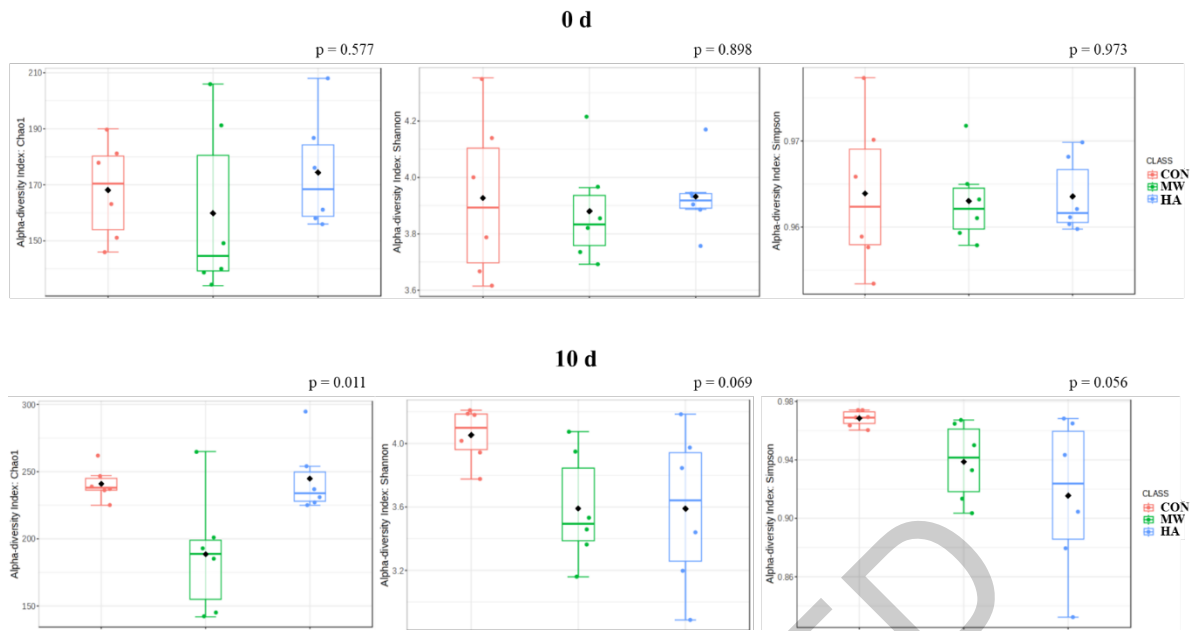 0 d
p = 0.577
p = 0.898
p = 0.973
Alpha-diversity Index: Chao1
210
190
170
150
Alpha-diversity Index: Shannon
4.2
4.0
3.8
3.6
Alpha-diversity Index: Simpson
0.97
0.96
CLASS
CON
MW
HA
10 d
p = 0.011
p = 0.069
p = 0.056
Alpha-diversity Index: Chao1
300
250
200
150
Alpha-diversity Index: Shannon
4.0
3.6
3.2
Alpha-diversity Index: Simpson
0.98
0.94
0.90
0.86
CLASS
CON
MW
HA